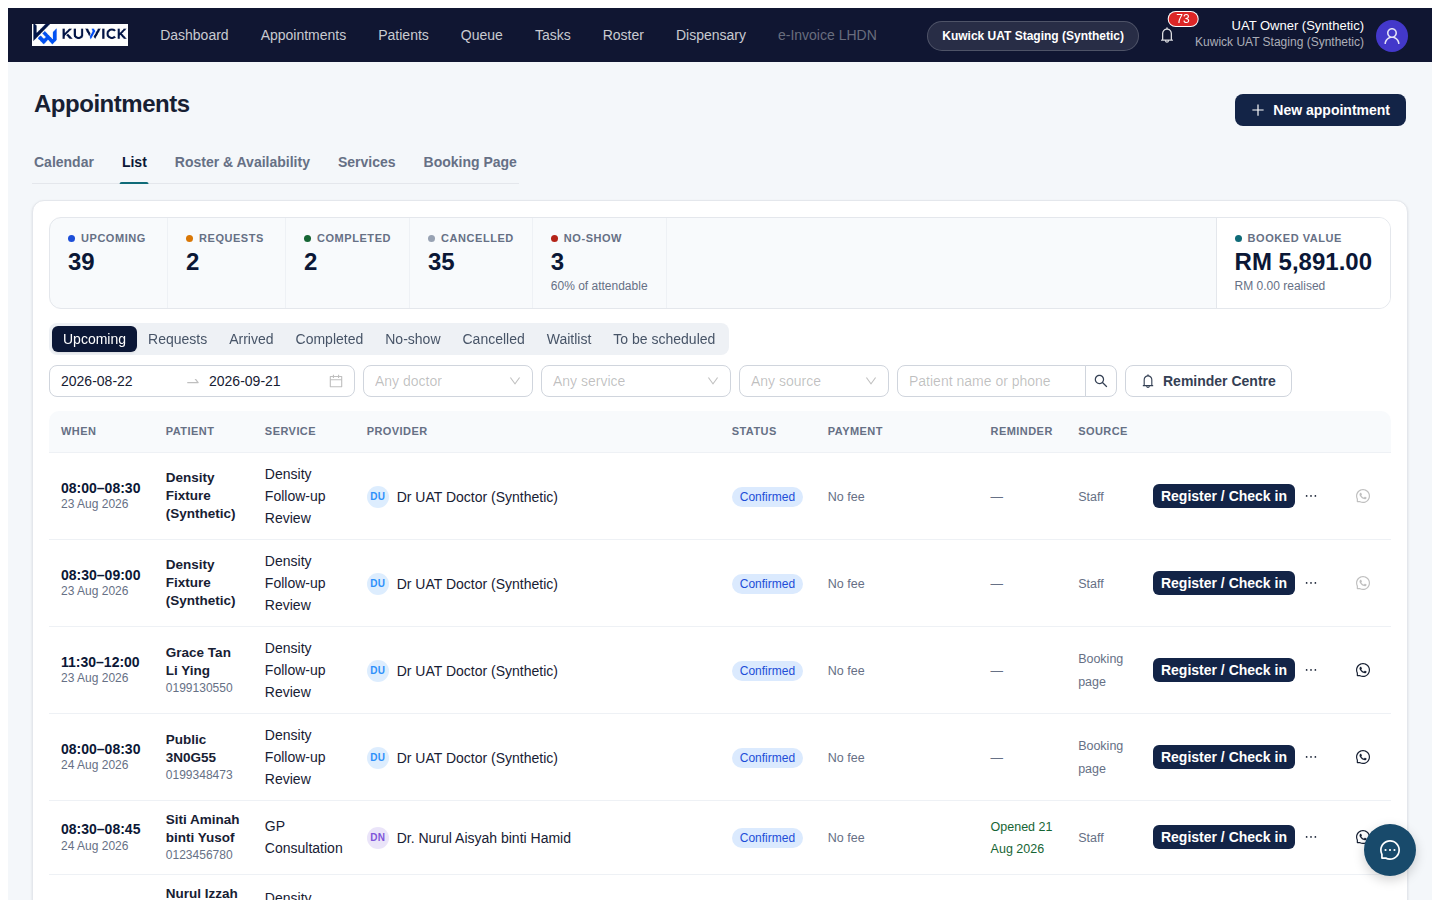 KUWICK
Dashboard Appointments Patients Queue Tasks Roster Dispensary e-Invoice LHDN
Kuwick UAT Staging (Synthetic)
73
UAT Owner (Synthetic)
Kuwick UAT Staging (Synthetic)
Appointments
New appointment
Calendar List Roster & Availability Services Booking Page
UPCOMING REQUESTS COMPLETED CANCELLED NO-SHOW BOOKED VALUE
39 2 2 35 3 RM 5,891.00
60% of attendable RM 0.00 realised
Upcoming Requests Arrived Completed No-show Cancelled Waitlist To be scheduled
2026-08-22 2026-09-21 Any doctor Any service Any source Patient name or phone Reminder Centre
WHEN PATIENT SERVICE PROVIDER STATUS PAYMENT REMINDER SOURCE
08:00–08:30
23 Aug 2026
Density
Fixture
(Synthetic)
Density
Follow-up
Review
DU Dr UAT Doctor (Synthetic) Confirmed No fee — Staff Register / Check in ···
08:30–09:00
23 Aug 2026
Density
Fixture
(Synthetic)
Density
Follow-up
Review
DU Dr UAT Doctor (Synthetic) Confirmed No fee — Staff Register / Check in ···
11:30–12:00
23 Aug 2026
Grace Tan
Li Ying
0199130550
Density
Follow-up
Review
DU Dr UAT Doctor (Synthetic) Confirmed No fee —
Booking
page
Register / Check in ···
08:00–08:30
24 Aug 2026
Public
3N0G55
0199348473
Density
Follow-up
Review
DU Dr UAT Doctor (Synthetic) Confirmed No fee —
Booking
page
Register / Check in ···
08:30–08:45
24 Aug 2026
Siti Aminah
binti Yusof
0123456780
GP
Consultation
DN Dr. Nurul Aisyah binti Hamid Confirmed No fee
Opened 21
Aug 2026
Staff Register / Check in ···
Nurul Izzah
Density